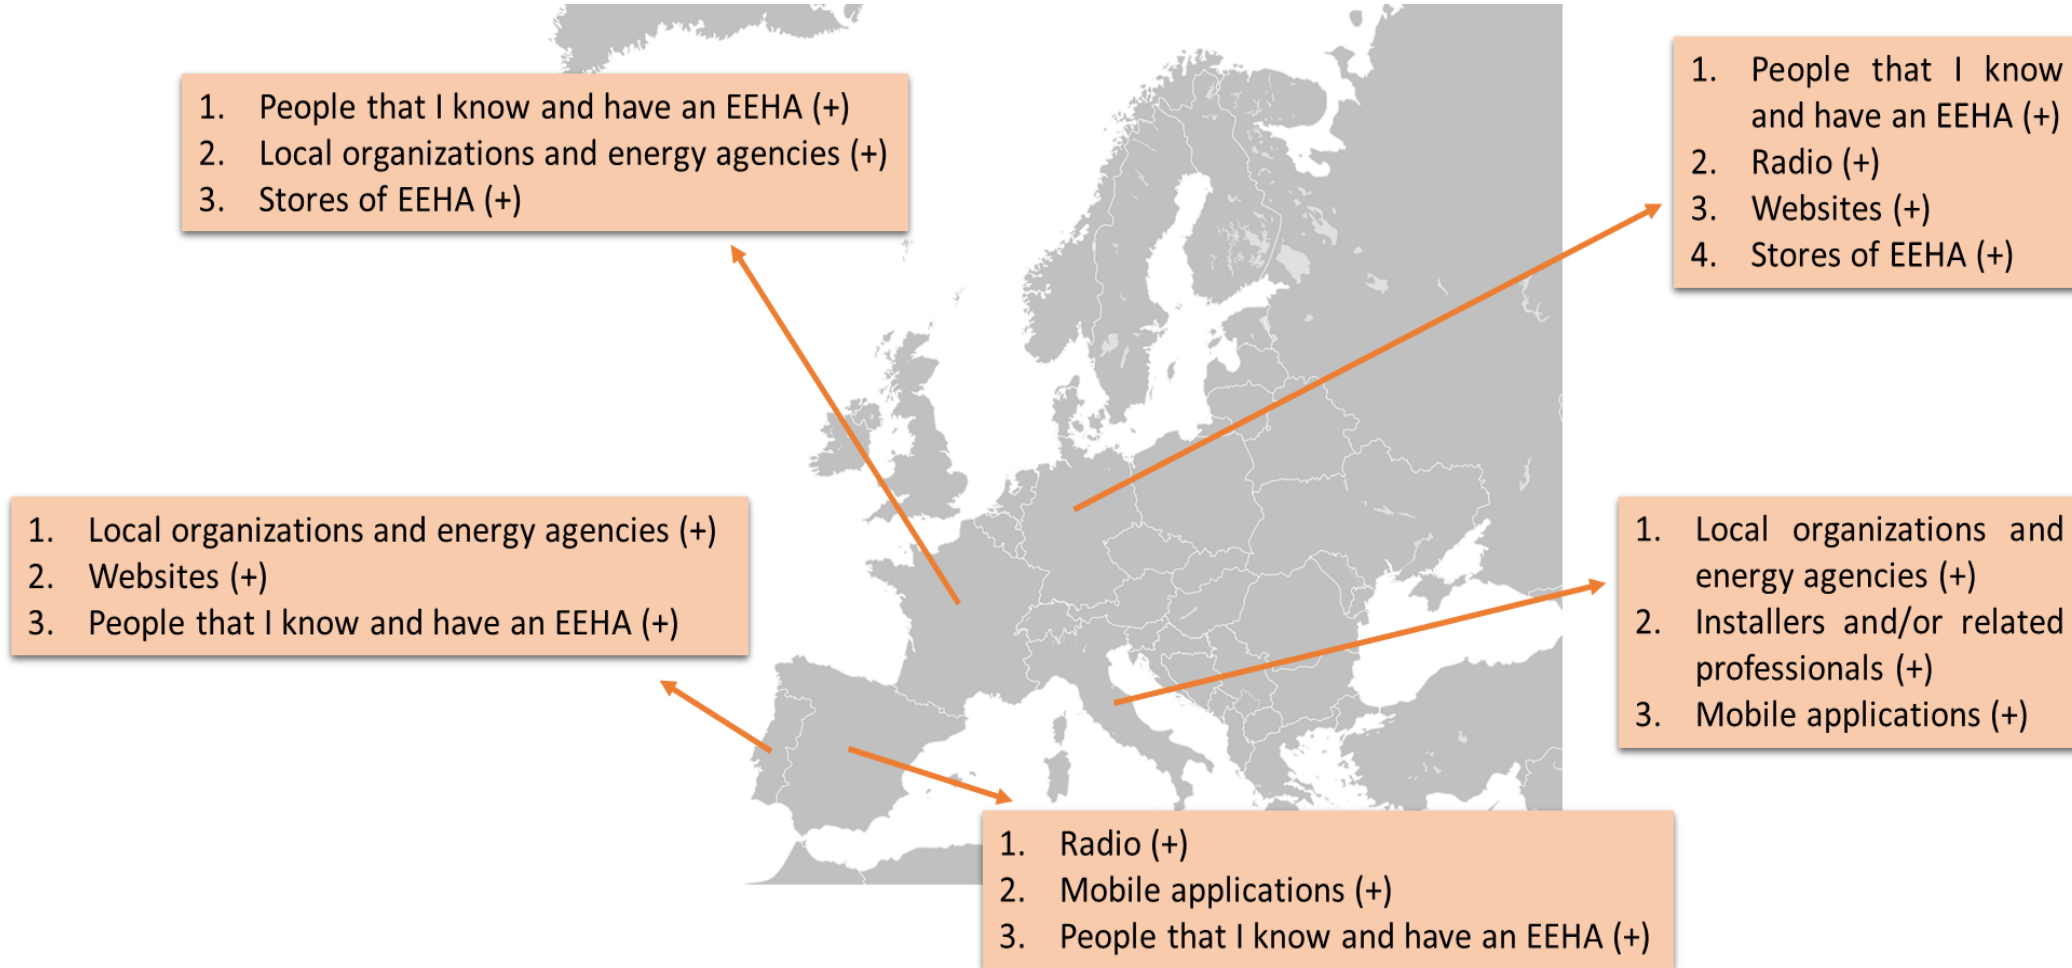 1. People that I know and have an EEHA (+)
2. Local organizations and energy agencies (+)
3. Stores of EEHA (+)
1. People that I know
and have an EEHA (+)
2. Radio (+)
3. Websites (+)
4. Stores of EEHA (+)
1. Local organizations and energy agencies (+)
2. Websites (+)
3. People that I know and have an EEHA (+)
1. Local organizations and
energy agencies (+)
2. Installers and/or related
professionals (+)
3. Mobile applications (+)
1. Radio (+)
2. Mobile applications (+)
3. People that I know and have an EEHA (+)